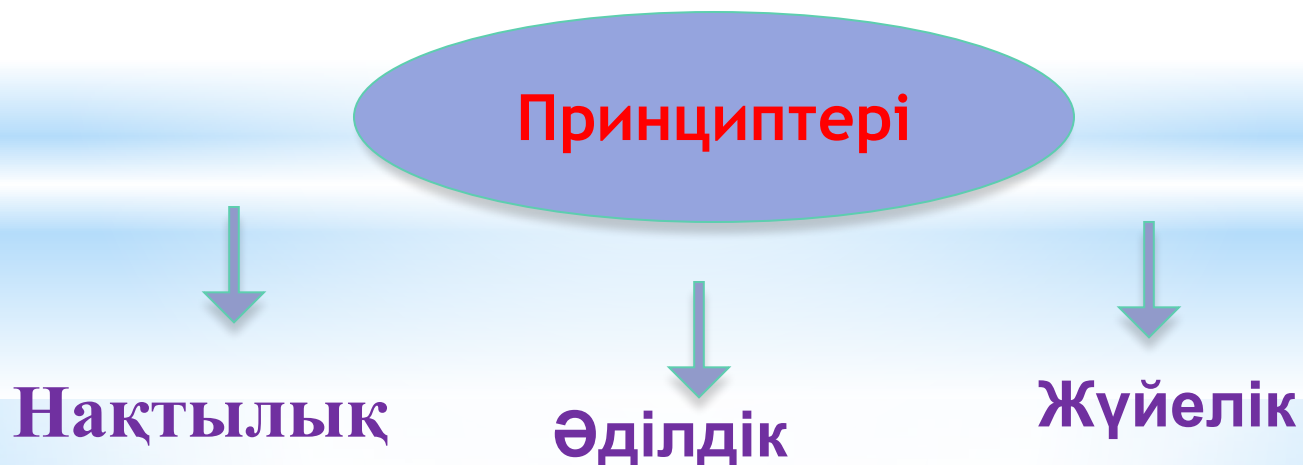 Принциптері
Нақтылық
Әділдік
Жүйелік